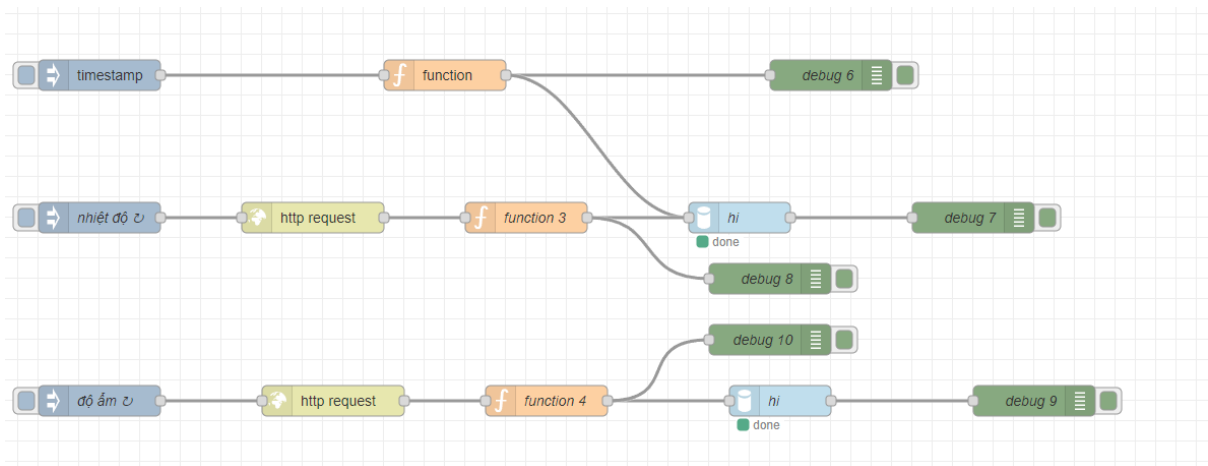 timestamp
function
debug 6
nhiệt độ ↻
http request
function 3
hi
debug 7
done
debug 8
debug 10
độ ẩm ↻
http request
function 4
hi
debug 9
done